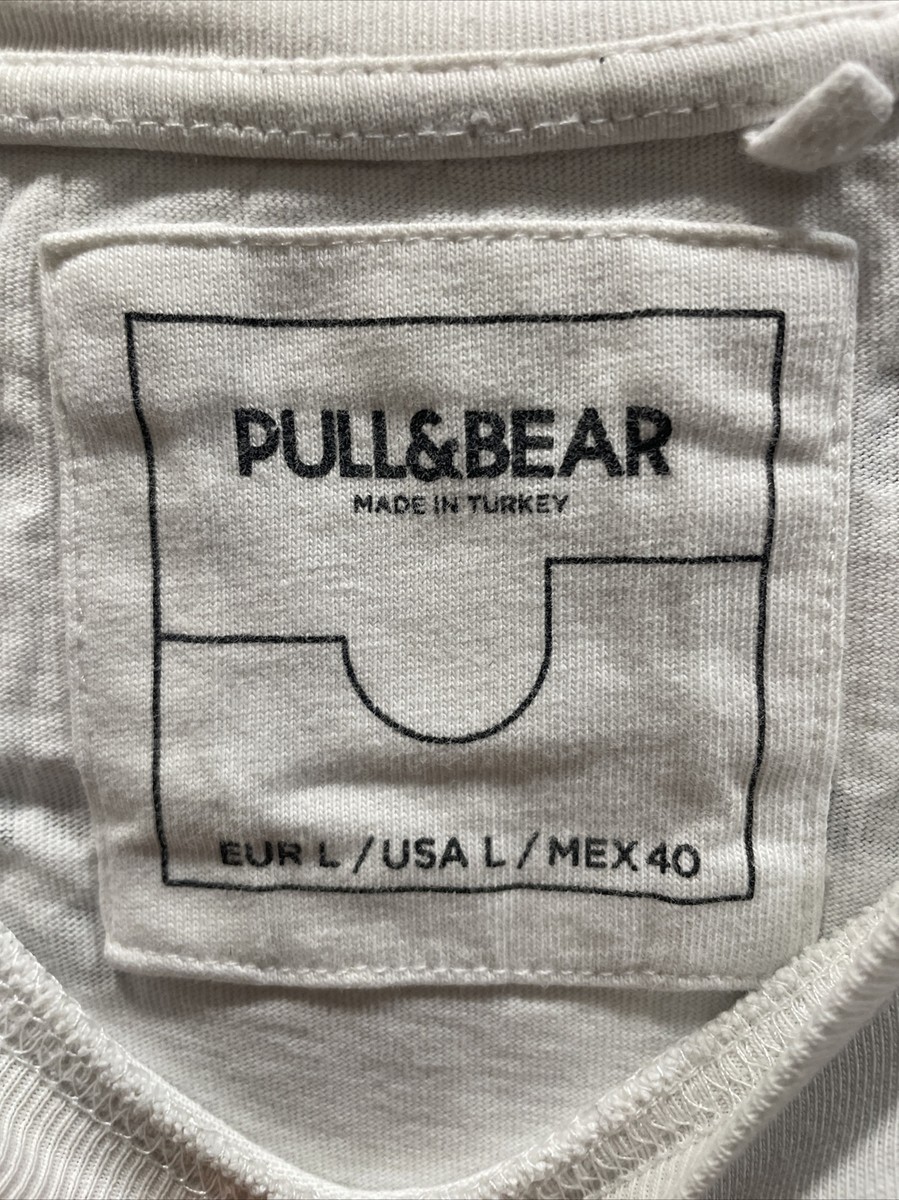 PULL&BEAR
MADE IN TURKEY
EUR L / USA L / MEX 40